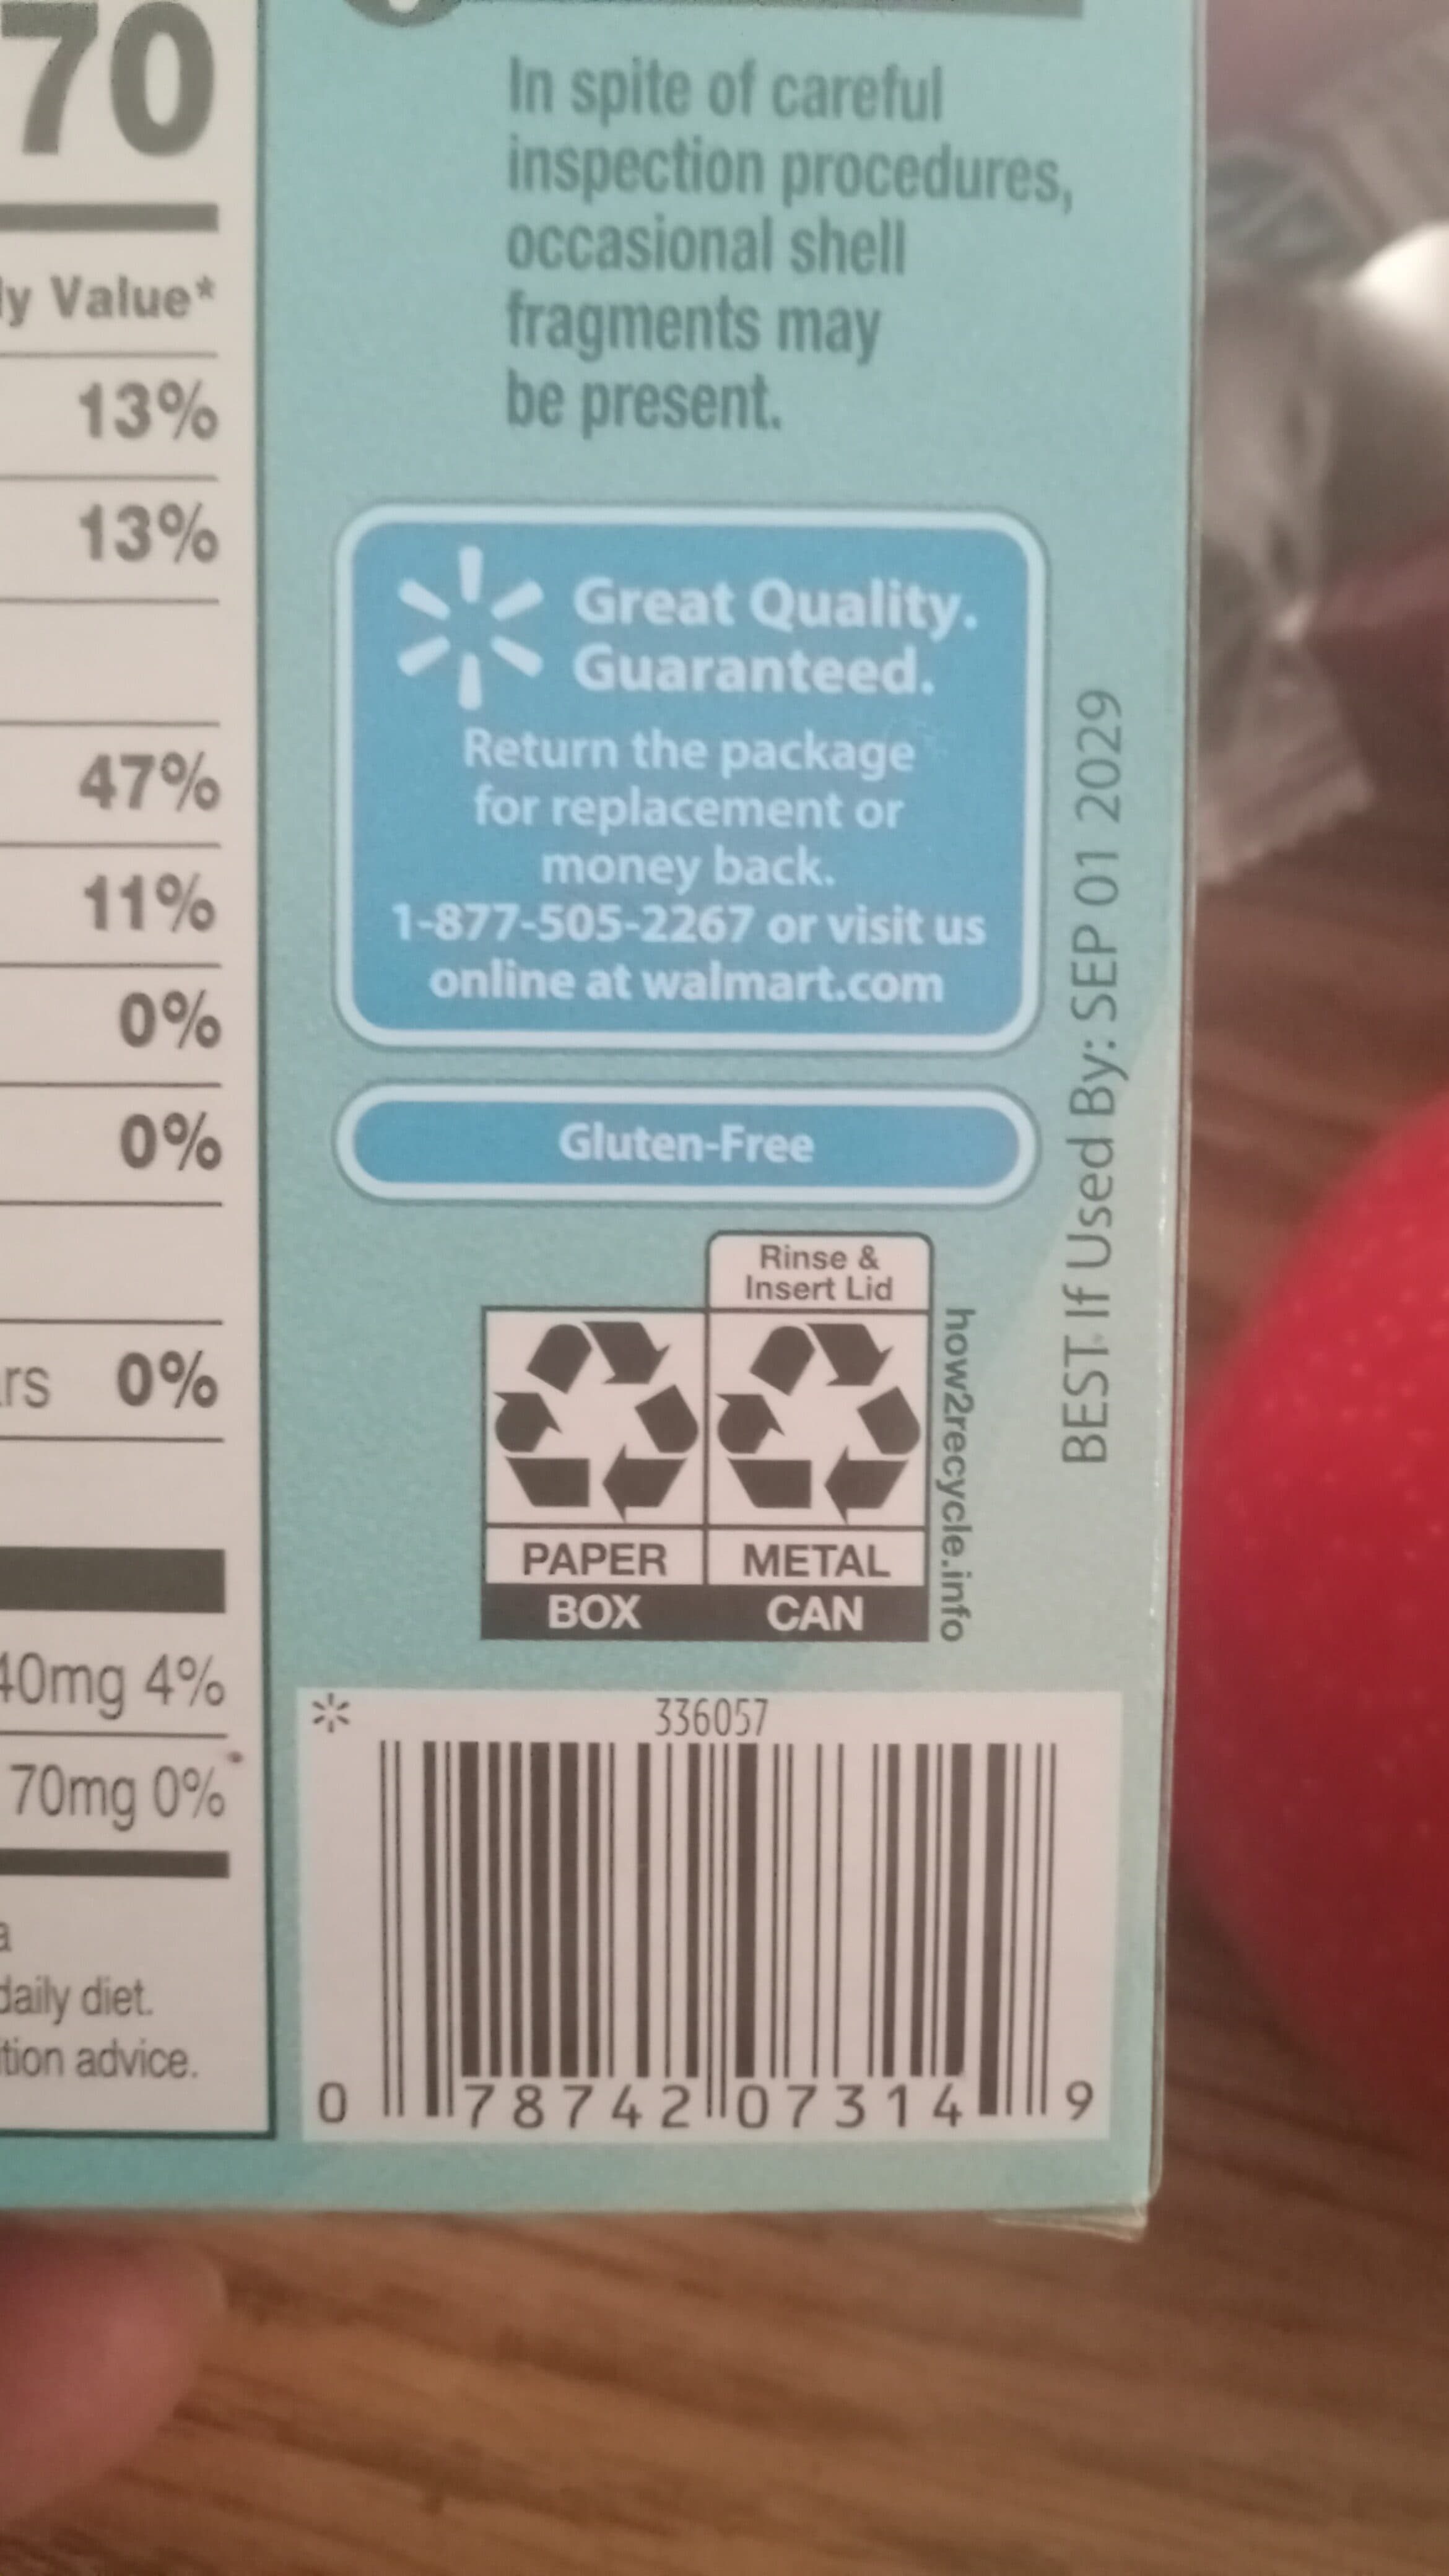 70
ly Value*
13%
13%
47%
11%
0%
0%
rs 0%
40mg 4%
70mg 0%
a
daily diet.
ition advice.
In spite of careful
inspection procedures,
occasional shell
fragments may
be present.
Great Quality.
Guaranteed.
Return the package
for replacement or
money back.
1-877-505-2267 or visit us
online at walmart.com
Gluten-Free
BEST If Used By: SEP 01 2029
Rinse &
Insert Lid
PAPER METAL
BOX CAN
how2recycle.info
336057
0 78742 07314 9